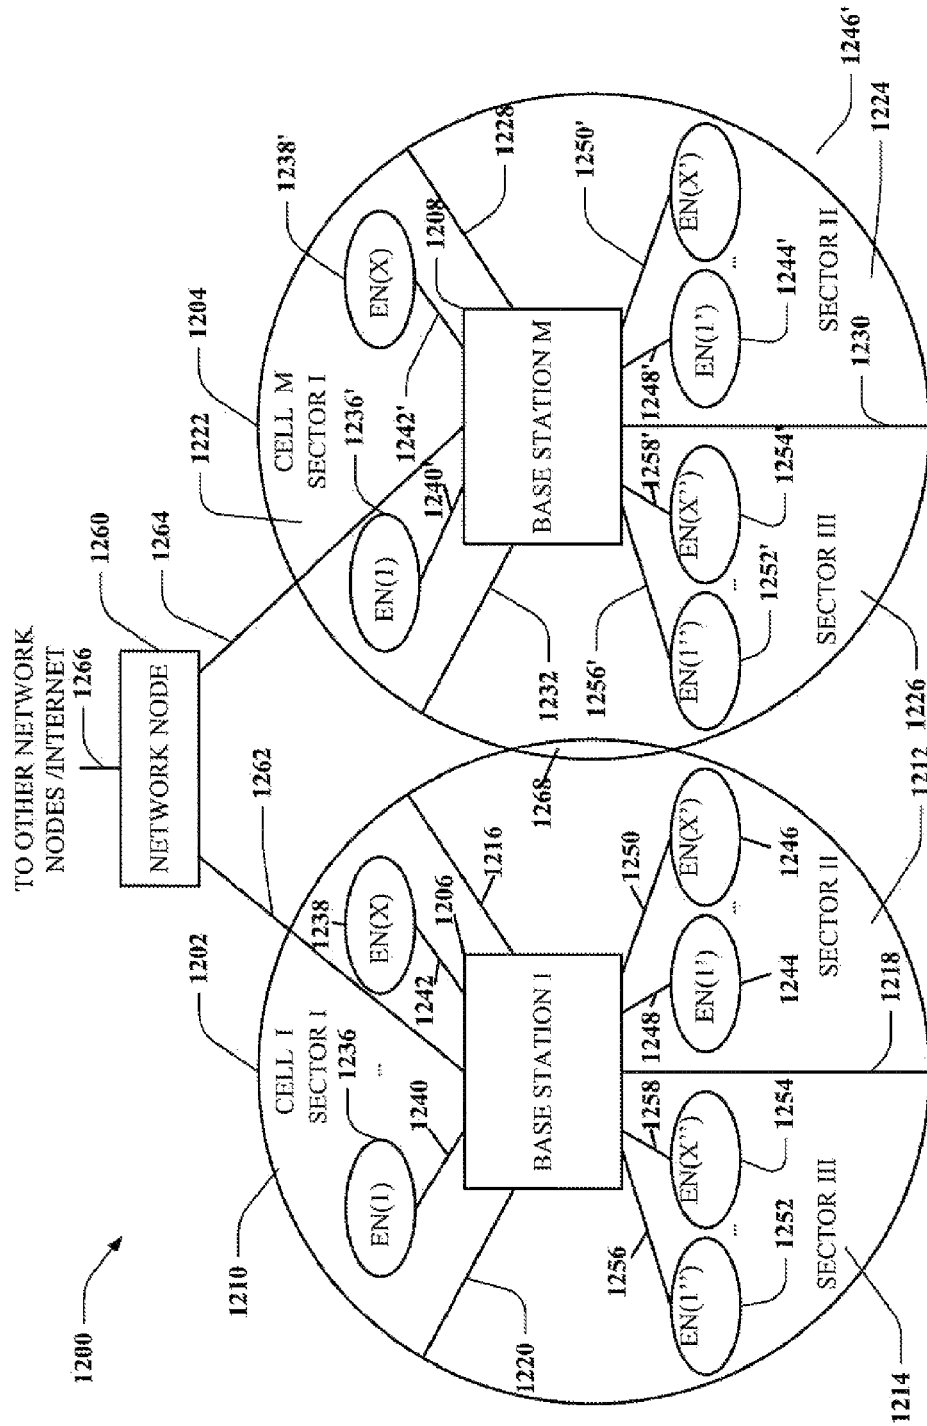 1200
TO OTHER NETWORK
NODES /INTERNET
1266
NETWORK NODE
1260
1264
1262
1202
1210
CELL I
SECTOR I
1236
...
1238
EN(1)
EN(X)
1240
1242
1206
1216
1220
BASE STATION I
1268
1256
1258
1248
1250
EN(1'')
EN(X'')
EN(1')
EN(X')
...
...
1252
1254
1244
1246
SECTOR III
SECTOR II
1214
1218
1212
1204
1222
CELL M
SECTOR I
1236'
1238'
EN(1)
EN(X)
1240'
1242'
1208
1228
1232
BASE STATION M
1256'
1258'
1248'
1250'
EN(1'')
EN(X'')
EN(1')
EN(X')
...
...
1252'
1254'
1244'
1246'
SECTOR III
SECTOR II
1226
1230
1224